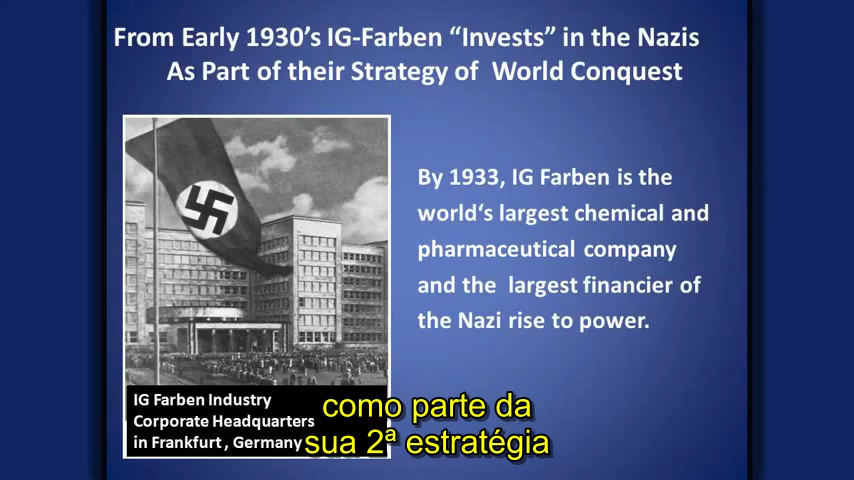 From Early 1930's IG-Farben “Invests” in the Nazis
As Part of their Strategy of World Conquest
By 1933, IG Farben is the
world‘s largest chemical and
pharmaceutical company
and the largest financier of
the Nazi rise to power.
IG Farben Industry
Corporate Headquarters
in Frankfurt , Germany
como parte da
sua 2ª estratégia